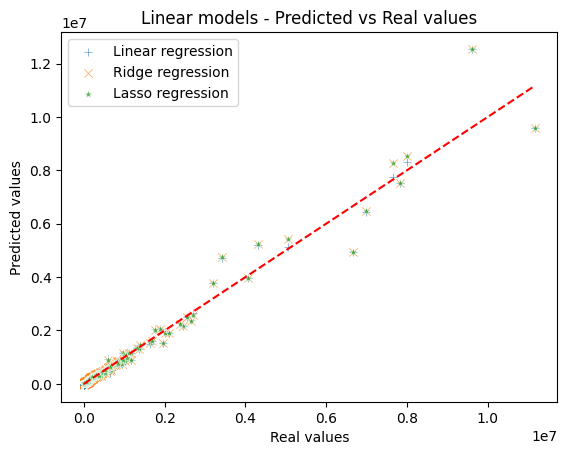 Linear models - Predicted vs Real values
1e7
Linear regression
Ridge regression
Lasso regression
1.2
1.0
0.8
0.6
0.4
0.2
0.0
Predicted values
0.0 0.2 0.4 0.6 0.8 1.0
Real values
1e7